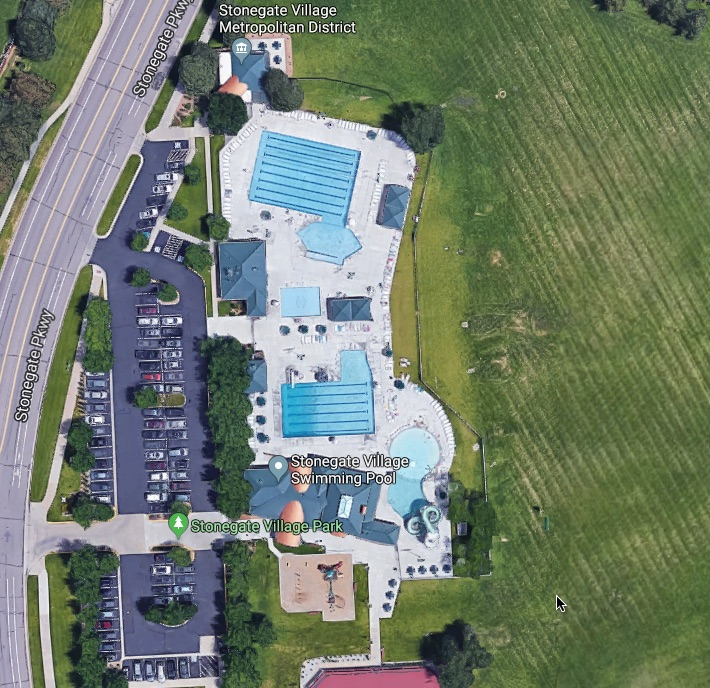 Stonegate Village
Metropolitan District
Stonegate Pkwy
Stonegate Pkwy
Stonegate Village
Swimming Pool
Stonegate Village Park